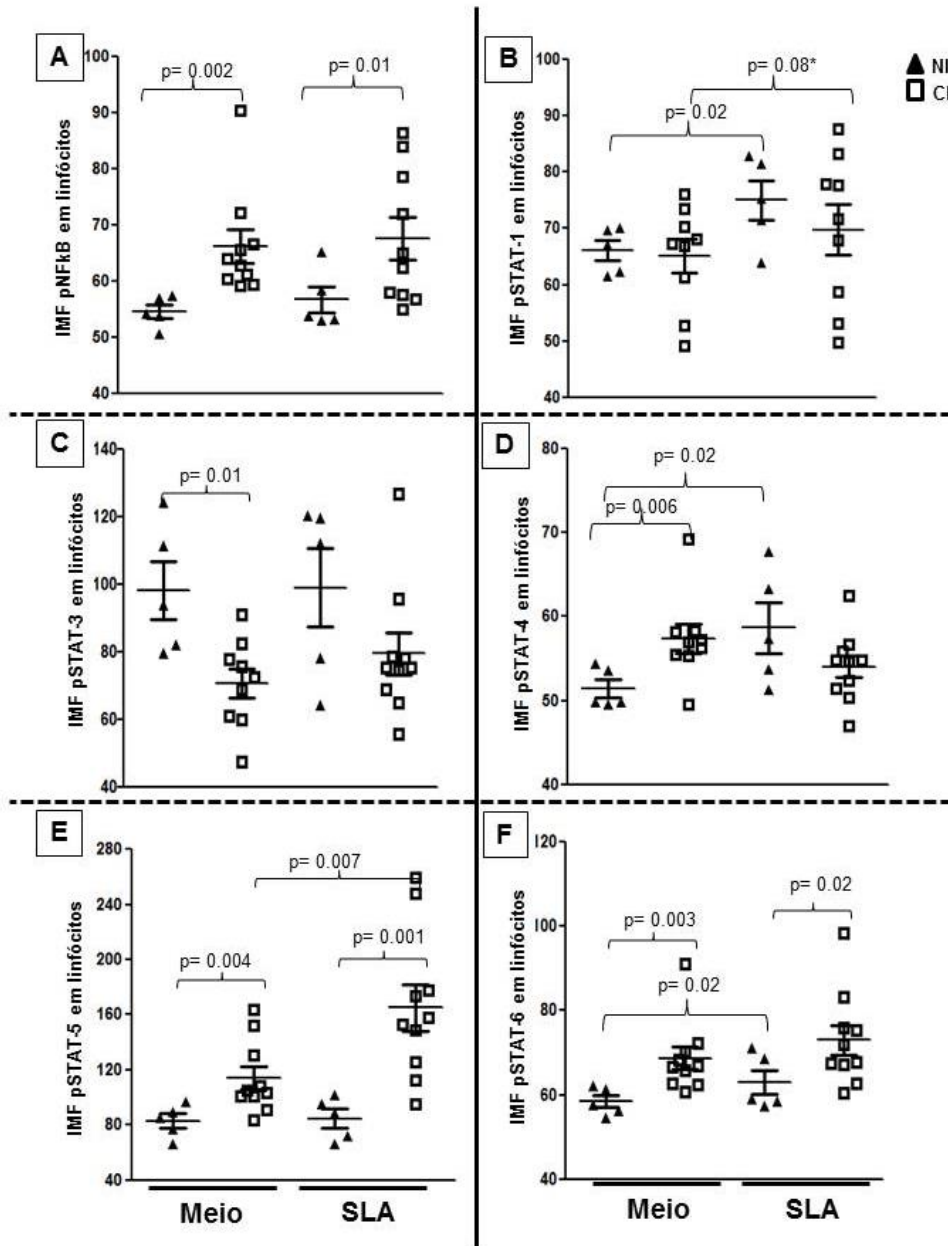 A
p= 0.002
p= 0.01
100
90
80
70
60
50
40
IMF pNFkB em linfócitos
B
p= 0.08*
p= 0.02
100
90
80
70
60
50
40
IMF pSTAT-1 em linfócitos
C
p= 0.01
140
120
100
80
60
40
IMF pSTAT-3 em linfócitos
D
p= 0.02
p= 0.006
80
70
60
50
40
IMF pSTAT-4 em linfócitos
E
p= 0.007
p= 0.001
p= 0.004
280
240
200
160
120
80
40
IMF pSTAT-5 em linfócitos
Meio
SLA
F
p= 0.02
p= 0.003
p= 0.02
120
100
80
60
40
IMF pSTAT-6 em linfócitos
Meio
SLA